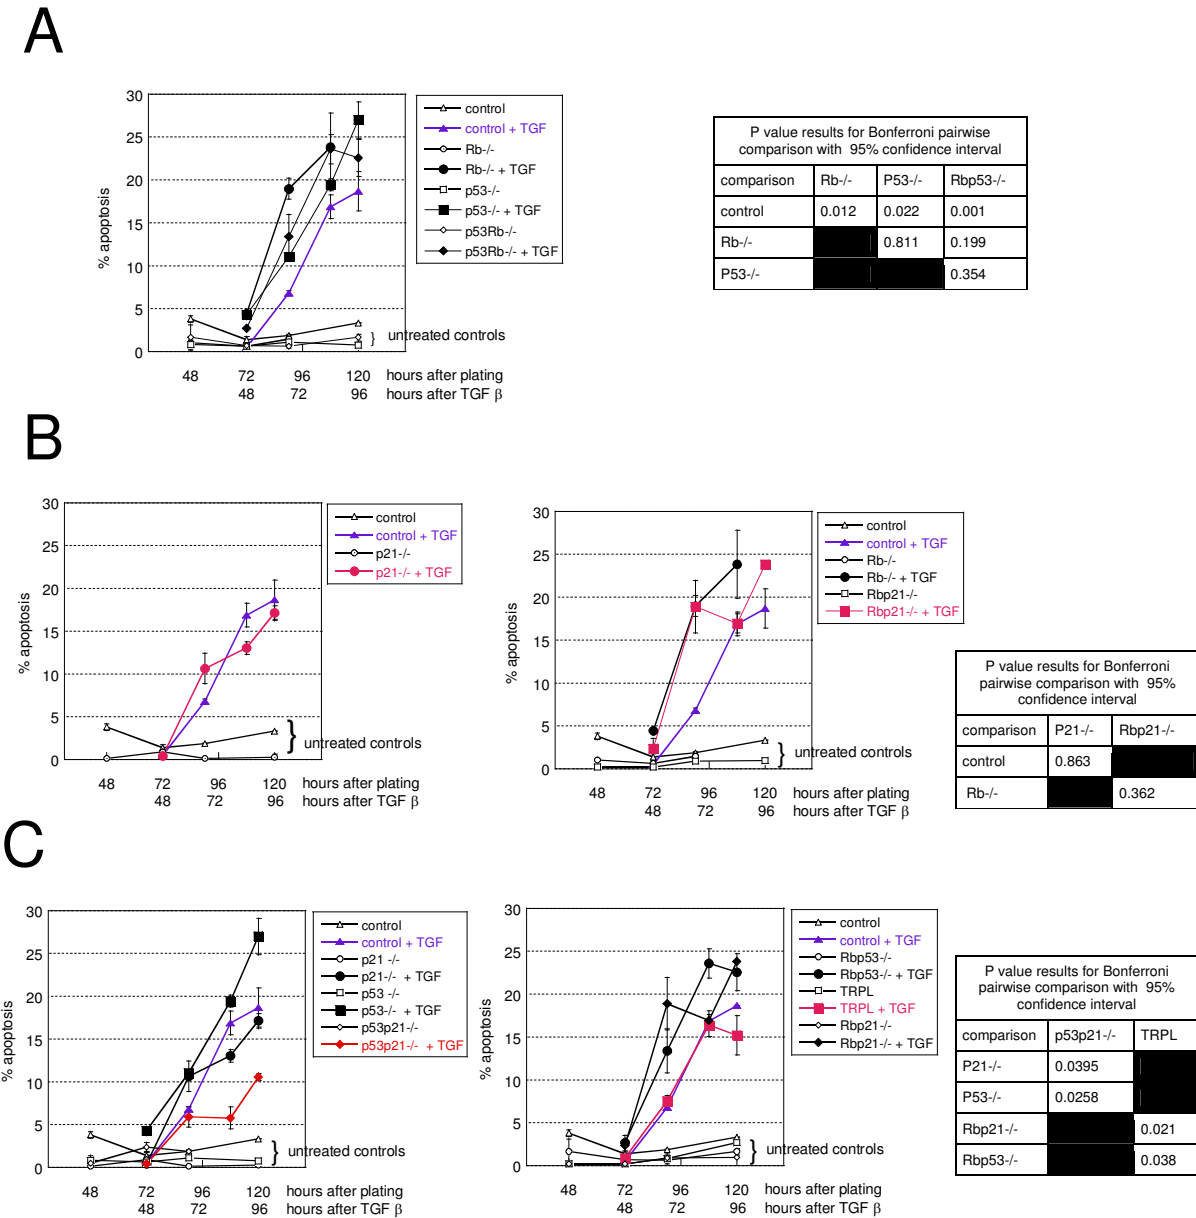 A
30
25
20
15
10
5
0
% apoptosis
control
control + TGF
Rb-/-
Rb-/- + TGF
p53-/-
p53-/- + TGF
p53Rb-/-
p53Rb-/- + TGF
} untreated controls
48 72 96 120 hours after plating
48 72 96 hours after TGF β
P value results for Bonferroni pairwise
comparison with 95% confidence interval
comparison Rb-/- P53-/- Rbp53-/-
control 0.012 0.022 0.001
Rb-/- 0.811 0.199
P53-/- 0.354
B
30
25
20
15
10
5
0
% apoptosis
control
control + TGF
p21-/-
p21-/- + TGF
} untreated controls
48 72 96 120 hours after plating
48 72 96 hours after TGF β
30
25
20
15
10
5
0
% apoptosis
control
control + TGF
Rb-/-
Rb-/- + TGF
Rbp21-/-
Rbp21-/- + TGF
} untreated controls
48 72 96 120 hours after plating
48 72 96 hours after TGF β
P value results for Bonferroni
pairwise comparison with 95%
confidence interval
comparison P21-/- Rbp21-/-
control 0.863
Rb-/- 0.362
C
30
25
20
15
10
5
0
% apoptosis
control
control + TGF
p21 -/-
p21-/- + TGF
p53 -/-
p53-/- + TGF
p53p21-/-
p53p21-/- + TGF
} untreated controls
48 72 96 120 hours after plating
48 72 96 hours after TGF β
30
25
20
15
10
5
0
% apoptosis
control
control + TGF
Rbp53-/-
Rbp53-/- + TGF
TRPL
TRPL + TGF
Rbp21-/-
Rbp21-/- + TGF
} untreated controls
48 72 96 120 hours after plating
48 72 96 hours after TGF β
P value results for Bonferroni
pairwise comparison with 95%
confidence interval
comparison p53p21-/- TRPL
P21-/- 0.0395
P53-/- 0.0258
Rbp21-/- 0.021
Rbp53-/- 0.038